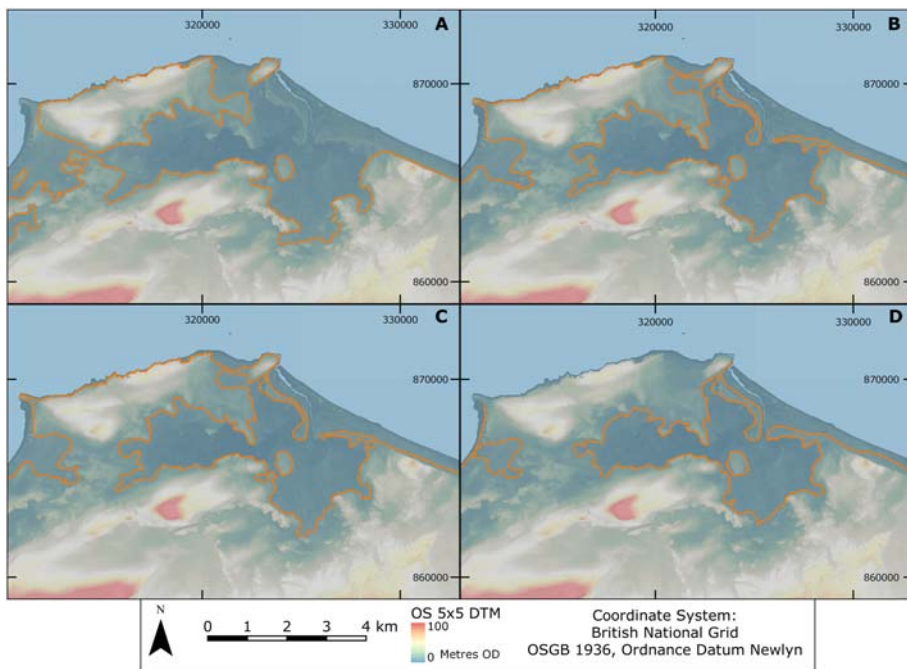 320000
330000
A
870000
860000
320000
330000
B
870000
860000
320000
330000
C
870000
860000
320000
330000
D
870000
860000
N
0 1 2 3 4 km
OS 5x5 DTM
100
0 Metres OD
Coordinate System:
British National Grid
OSGB 1936, Ordnance Datum Newlyn